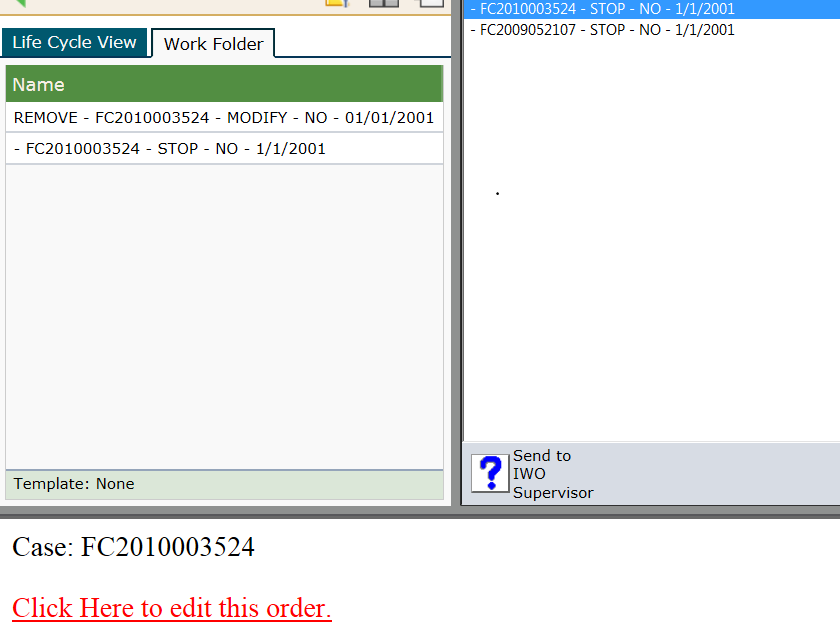 - FC2010003524 - STOP - NO - 1/1/2001
- FC2009052107 - STOP - NO - 1/1/2001
Life Cycle View
Work Folder
Name
REMOVE - FC2010003524 - MODIFY - NO - 01/01/2001
- FC2010003524 - STOP - NO - 1/1/2001
Template: None
Send to
IWO
Supervisor
Case: FC2010003524
Click Here to edit this order.